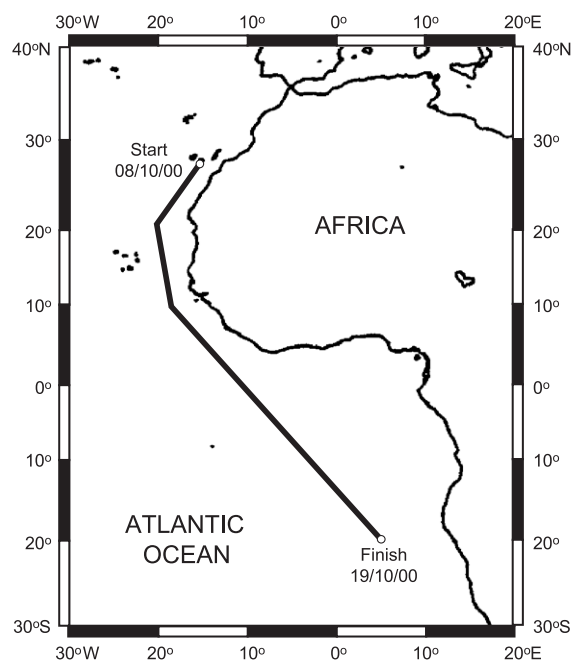 30°W 20° 10° 0° 10° 20°E
40°N 40°N
Start
08/10/00
30° 30°
AFRICA
20° 20°
10° 10°
0° 0°
10° 10°
ATLANTIC
OCEAN
20° 20°
Finish
19/10/00
30°S 30°S
30°W 20° 10° 0° 10° 20°E